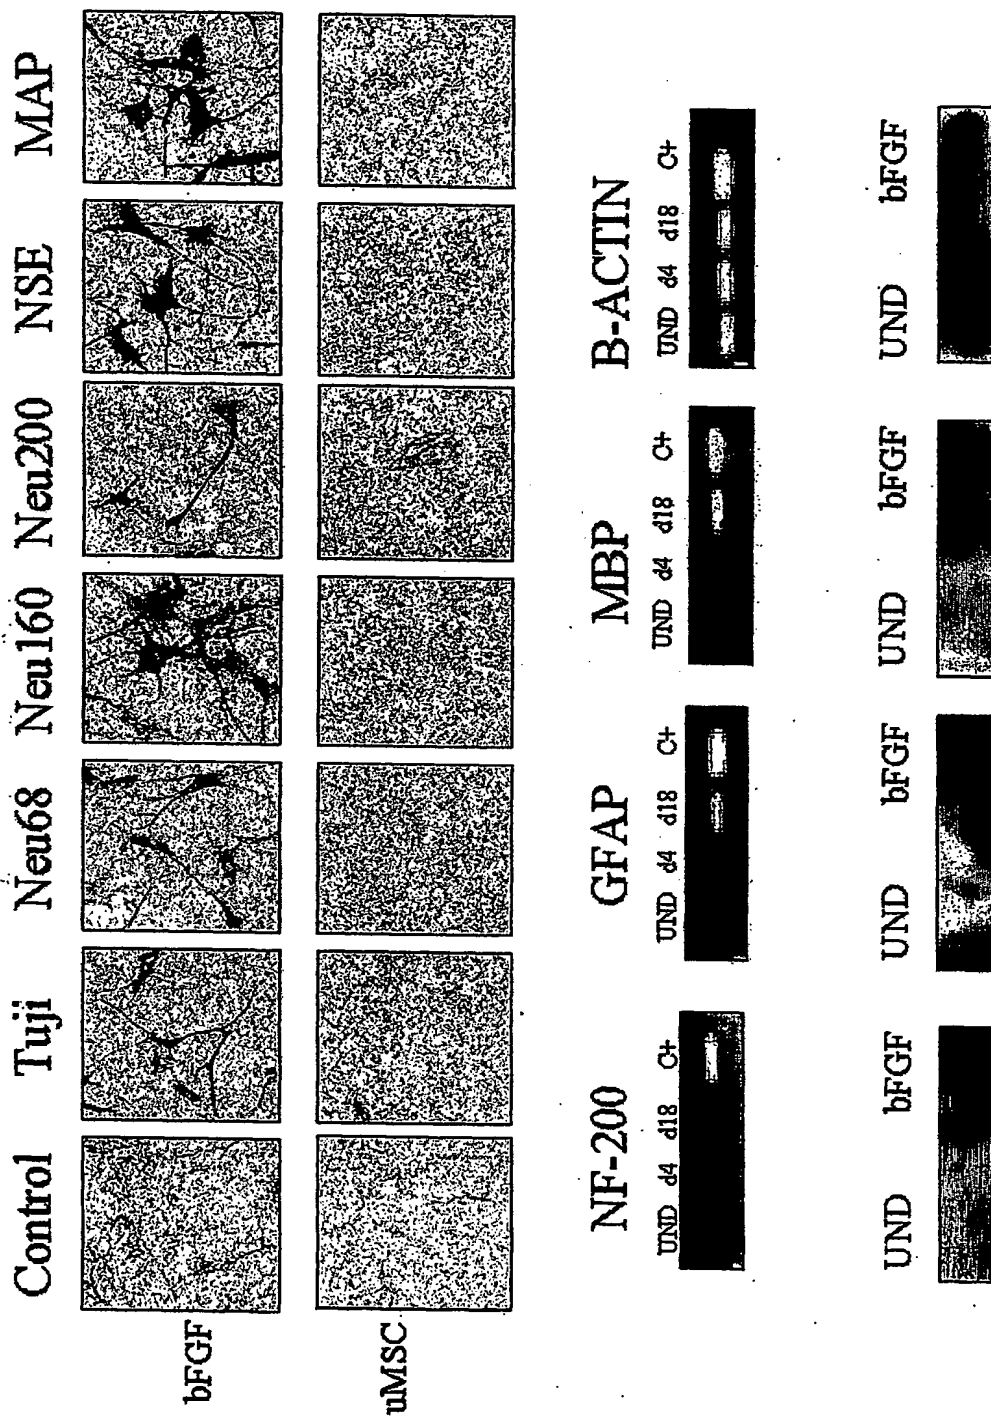 Control Tuji Neu68 Neu160 Neu200 NSE MAP
bFGF
uMSC
NF-200 GFAP MBP B-ACTIN
UND d4 d18 C+ UND d4 d18 C+ UND d4 d18 C+ UND d4 d18 C+
UND bFGF UND bFGF UND bFGF UND bFGF